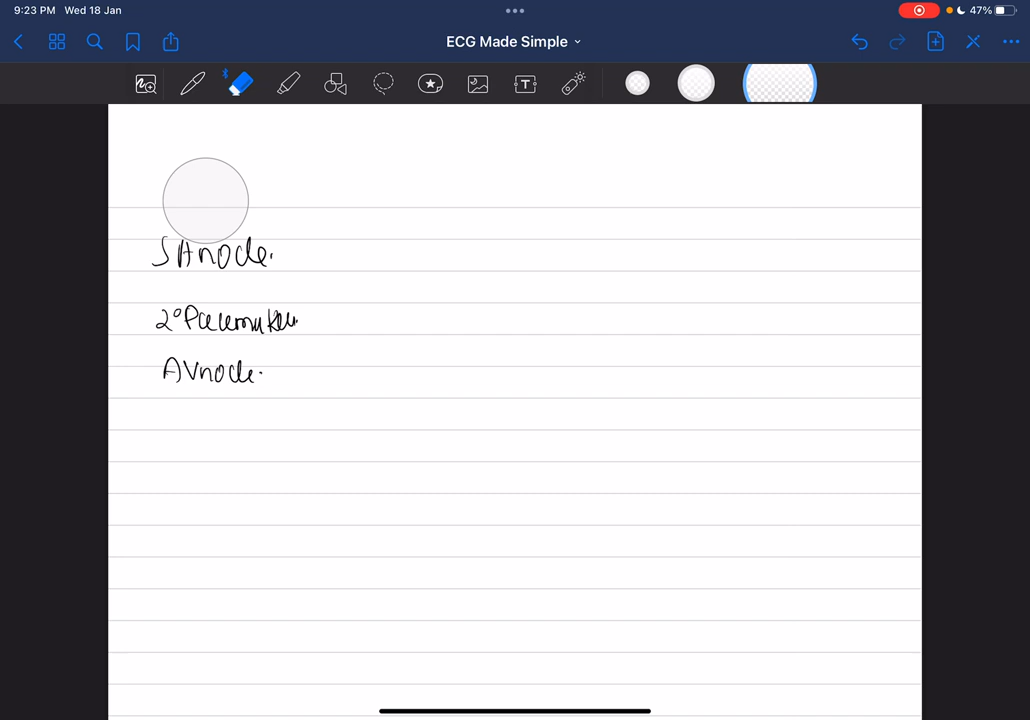 9:23 PM Wed 18 Jan
47%
ECG Made Simple
T
SA node.
2° Pacemaker.
AV node.